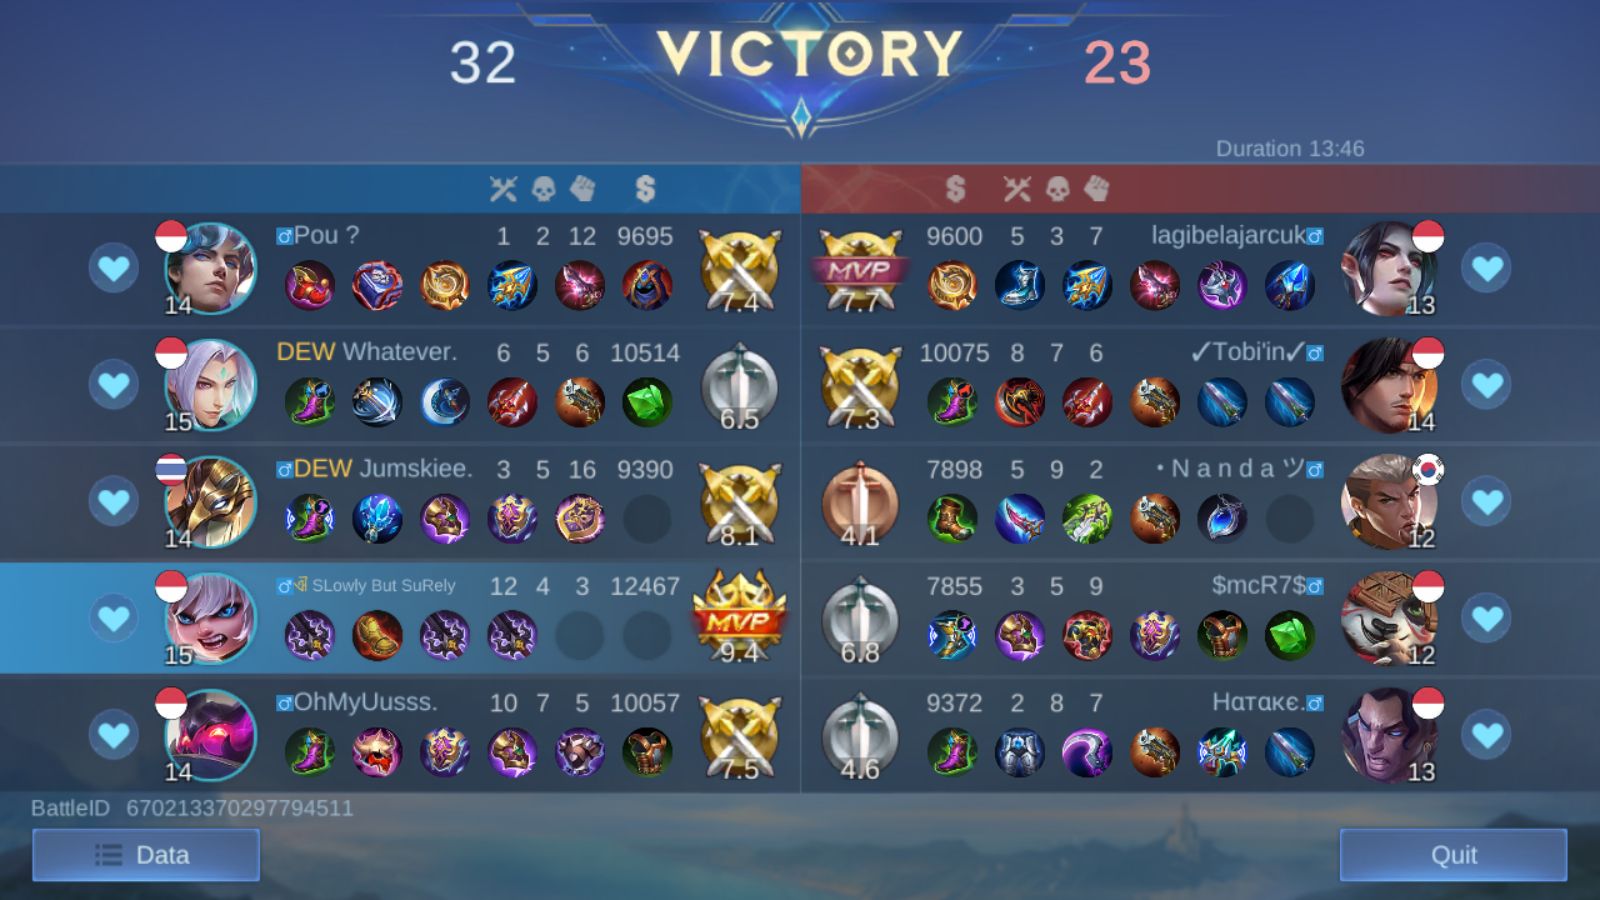 32 VICTORY 23
Duration 13:46
Pou ? 1 2 12 9695
14 7.4
MVP 9600 5 3 7 lagibelajarcuk
7.7 13
DEW Whatever. 6 5 6 10514
15 6.5
10075 8 7 6 ✓Tobi'in✓
7.3 14
DEW Jumskiee. 3 5 16 9390
14 8.1
7898 5 9 2 • N a n d a ツ
4.1 12
SLowly But SuRely 12 4 3 12467 MVP
15 9.4
7855 3 5 9 $mcR7$
6.8 12
OhMyUusss. 10 7 5 10057
14 7.5
9372 2 8 7 Hαтαкє.
4.6 13
BattleID 670213370297794511
Data
Quit